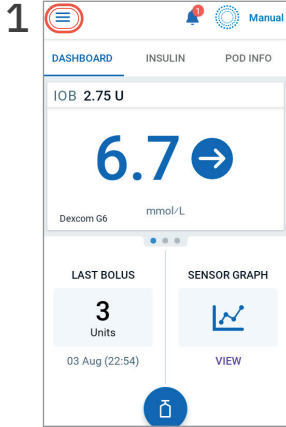 1
1
Manual
DASHBOARD INSULIN POD INFO
IOB 2.75 U
6.7
mmol/L
Dexcom G6
LAST BOLUS SENSOR GRAPH
3
Units
03 Aug (22:54) VIEW